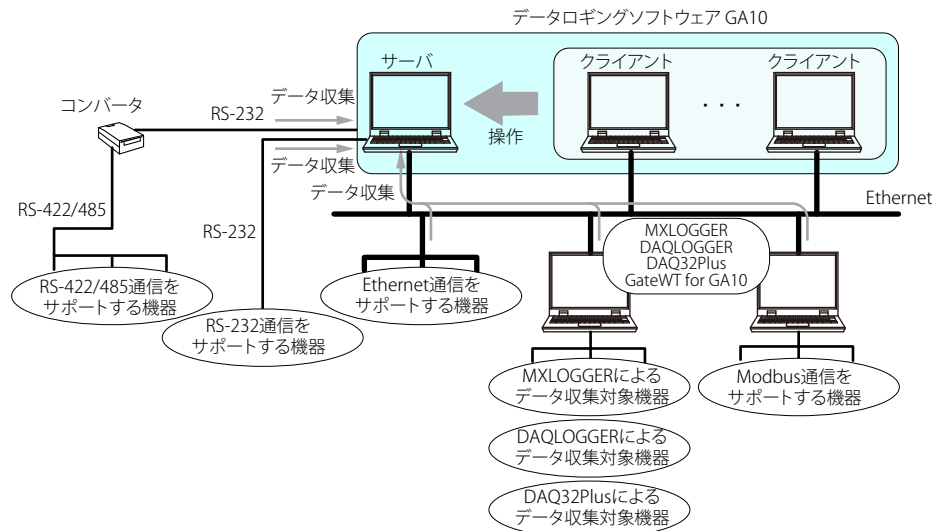 データロギングソフトウェア GA10
サーバ
クライアント
クライアント
・・・
操作
コンバータ
RS-232
データ収集
データ収集
データ収集
RS-422/485
RS-232
Ethernet
MXLOGGER
DAQLOGGER
DAQ32Plus
GateWT for GA10
RS-422/485通信を
サポートする機器
RS-232通信を
サポートする機器
Ethernet通信を
サポートする機器
MXLOGGERによる
データ収集対象機器
Modbus通信を
サポートする機器
DAQLOGGERによる
データ収集対象機器
DAQ32Plusによる
データ収集対象機器